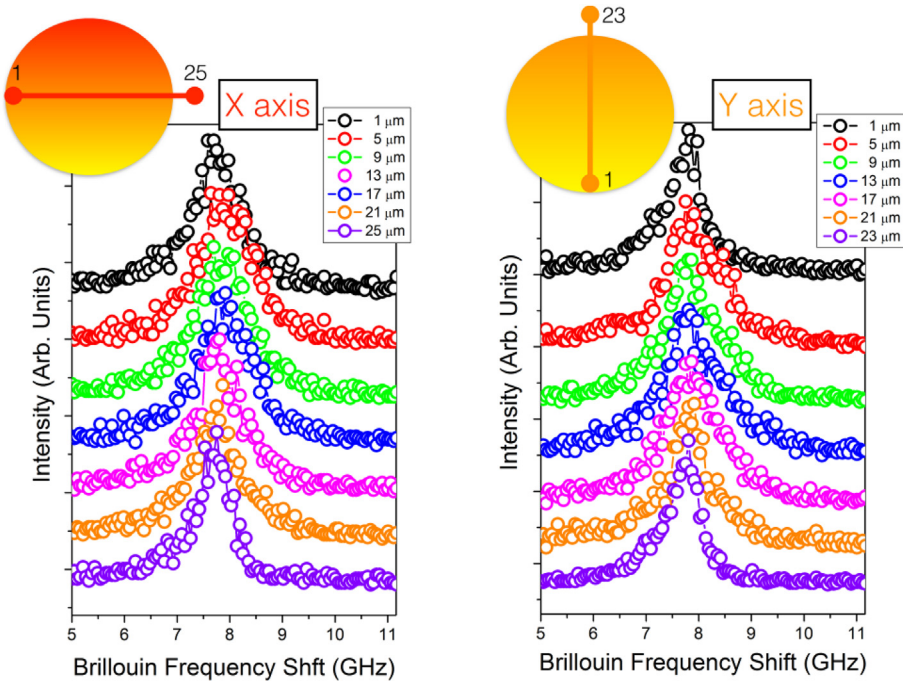 1
25
X axis
1 µm
5 µm
9 µm
13 µm
17 µm
21 µm
25 µm
Intensity (Arb. Units)
5 6 7 8 9 10 11
Brillouin Frequency Shft (GHz)
23
1
Y axis
1 µm
5 µm
9 µm
13 µm
17 µm
21 µm
23 µm
Intensity (Arb. Units)
5 6 7 8 9 10 11
Brillouin Frequency Shift (GHz)